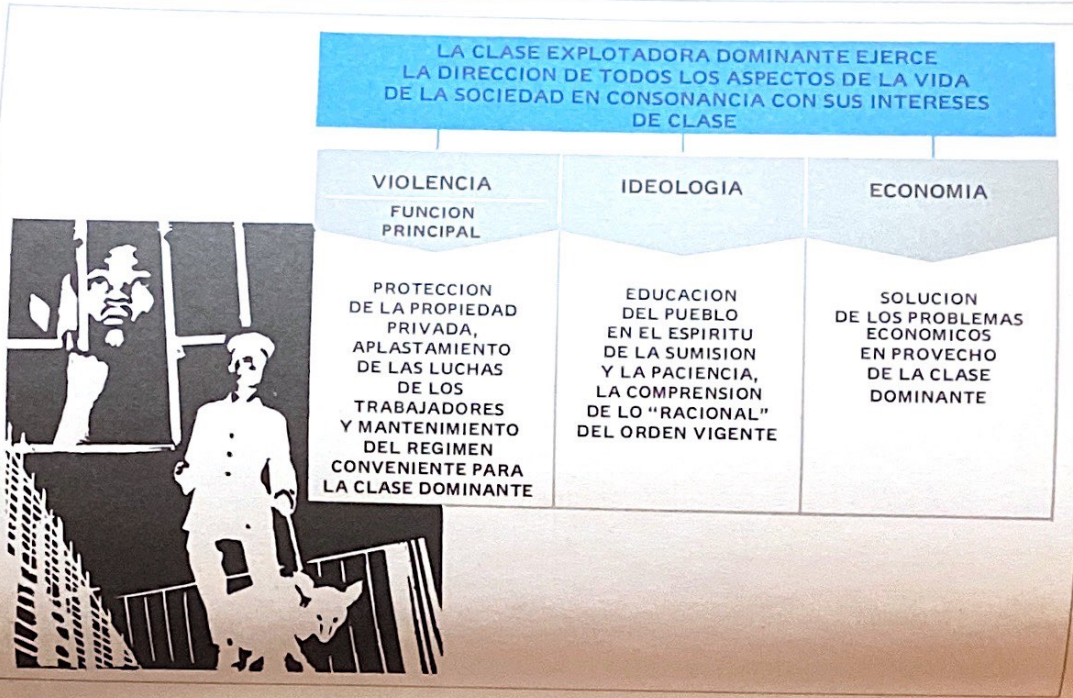 LA CLASE EXPLOTADORA DOMINANTE EJERCE
LA DIRECCION DE TODOS LOS ASPECTOS DE LA VIDA
DE LA SOCIEDAD EN CONSONANCIA CON SUS INTERESES
DE CLASE
VIOLENCIA
FUNCION
PRINCIPAL
PROTECCION
DE LA PROPIEDAD
PRIVADA,
APLASTAMIENTO
DE LAS LUCHAS
DE LOS
TRABAJADORES
Y MANTENIMIENTO
DEL REGIMEN
CONVENIENTE PARA
LA CLASE DOMINANTE
IDEOLOGIA
EDUCACION
DEL PUEBLO
EN EL ESPIRITU
DE LA SUMISION
Y LA PACIENCIA,
LA COMPRENSION
DE LO “RACIONAL”
DEL ORDEN VIGENTE
ECONOMIA
SOLUCION
DE LOS PROBLEMAS
ECONOMICOS
EN PROVECHO
DE LA CLASE
DOMINANTE